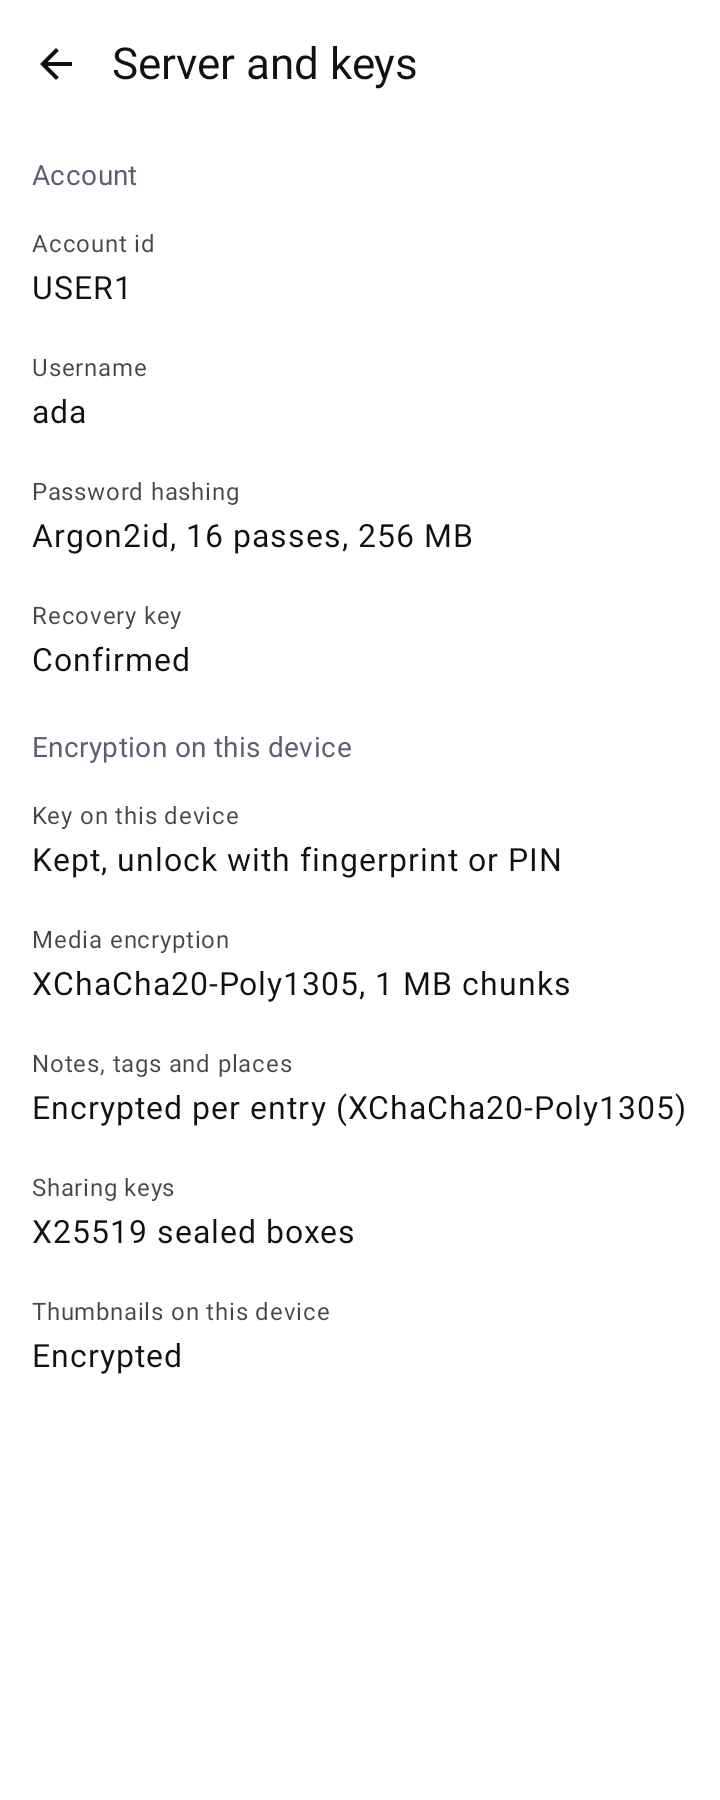 Server and keys
Account
Account id
USER1
Username
ada
Password hashing
Argon2id, 16 passes, 256 MB
Recovery key
Confirmed
Encryption on this device
Key on this device
Kept, unlock with fingerprint or PIN
Media encryption
XChaCha20-Poly1305, 1 MB chunks
Notes, tags and places
Encrypted per entry (XChaCha20-Poly1305)
Sharing keys
X25519 sealed boxes
Thumbnails on this device
Encrypted